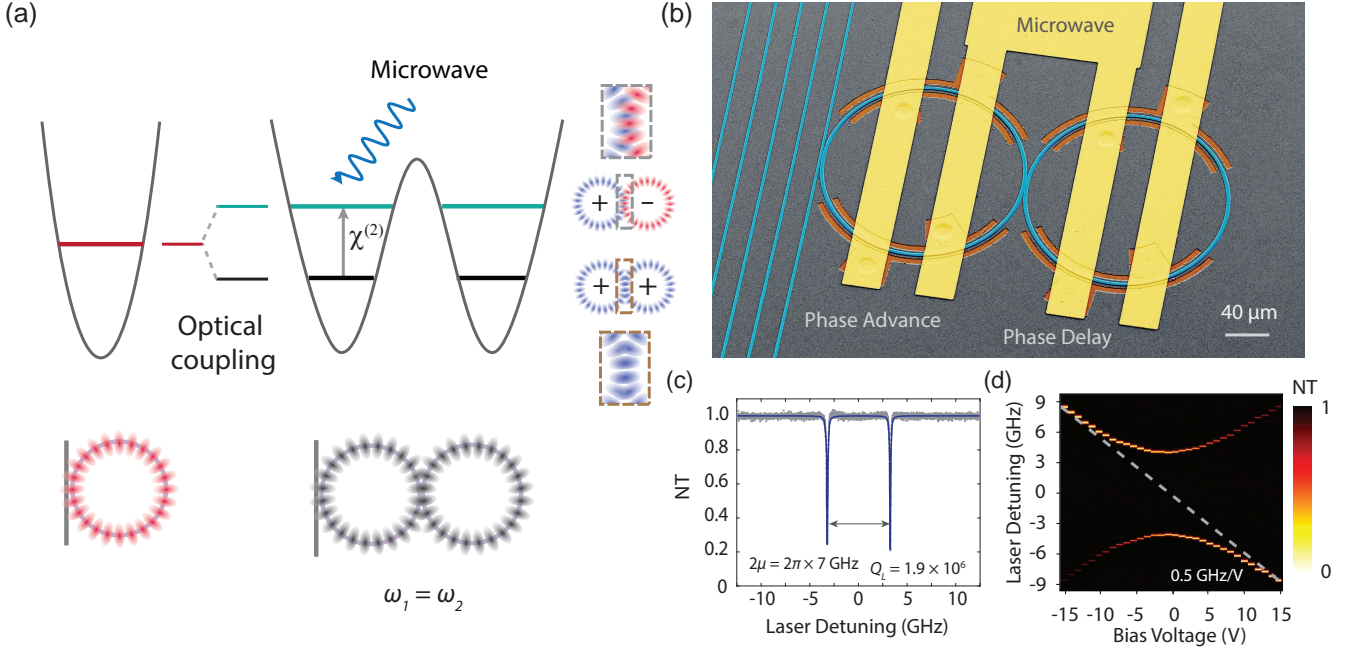 (a)
Microwave
χ(2)
+
-
+
+
Optical
coupling
ω1 = ω2
(b)
Microwave
Phase Advance
Phase Delay
40 μm
(c)
1.0
0.8
0.6
0.4
0.2
0
NT
2μ = 2π × 7 GHz
QL = 1.9 × 10⁶
-10
-5
0
5
10
Laser Detuning (GHz)
(d)
NT
9
6
3
0
-3
-6
-9
Laser Detuning (GHz)
0.5 GHz/V
1
0
-15
-10
-5
0
5
10
15
Bias Voltage (V)